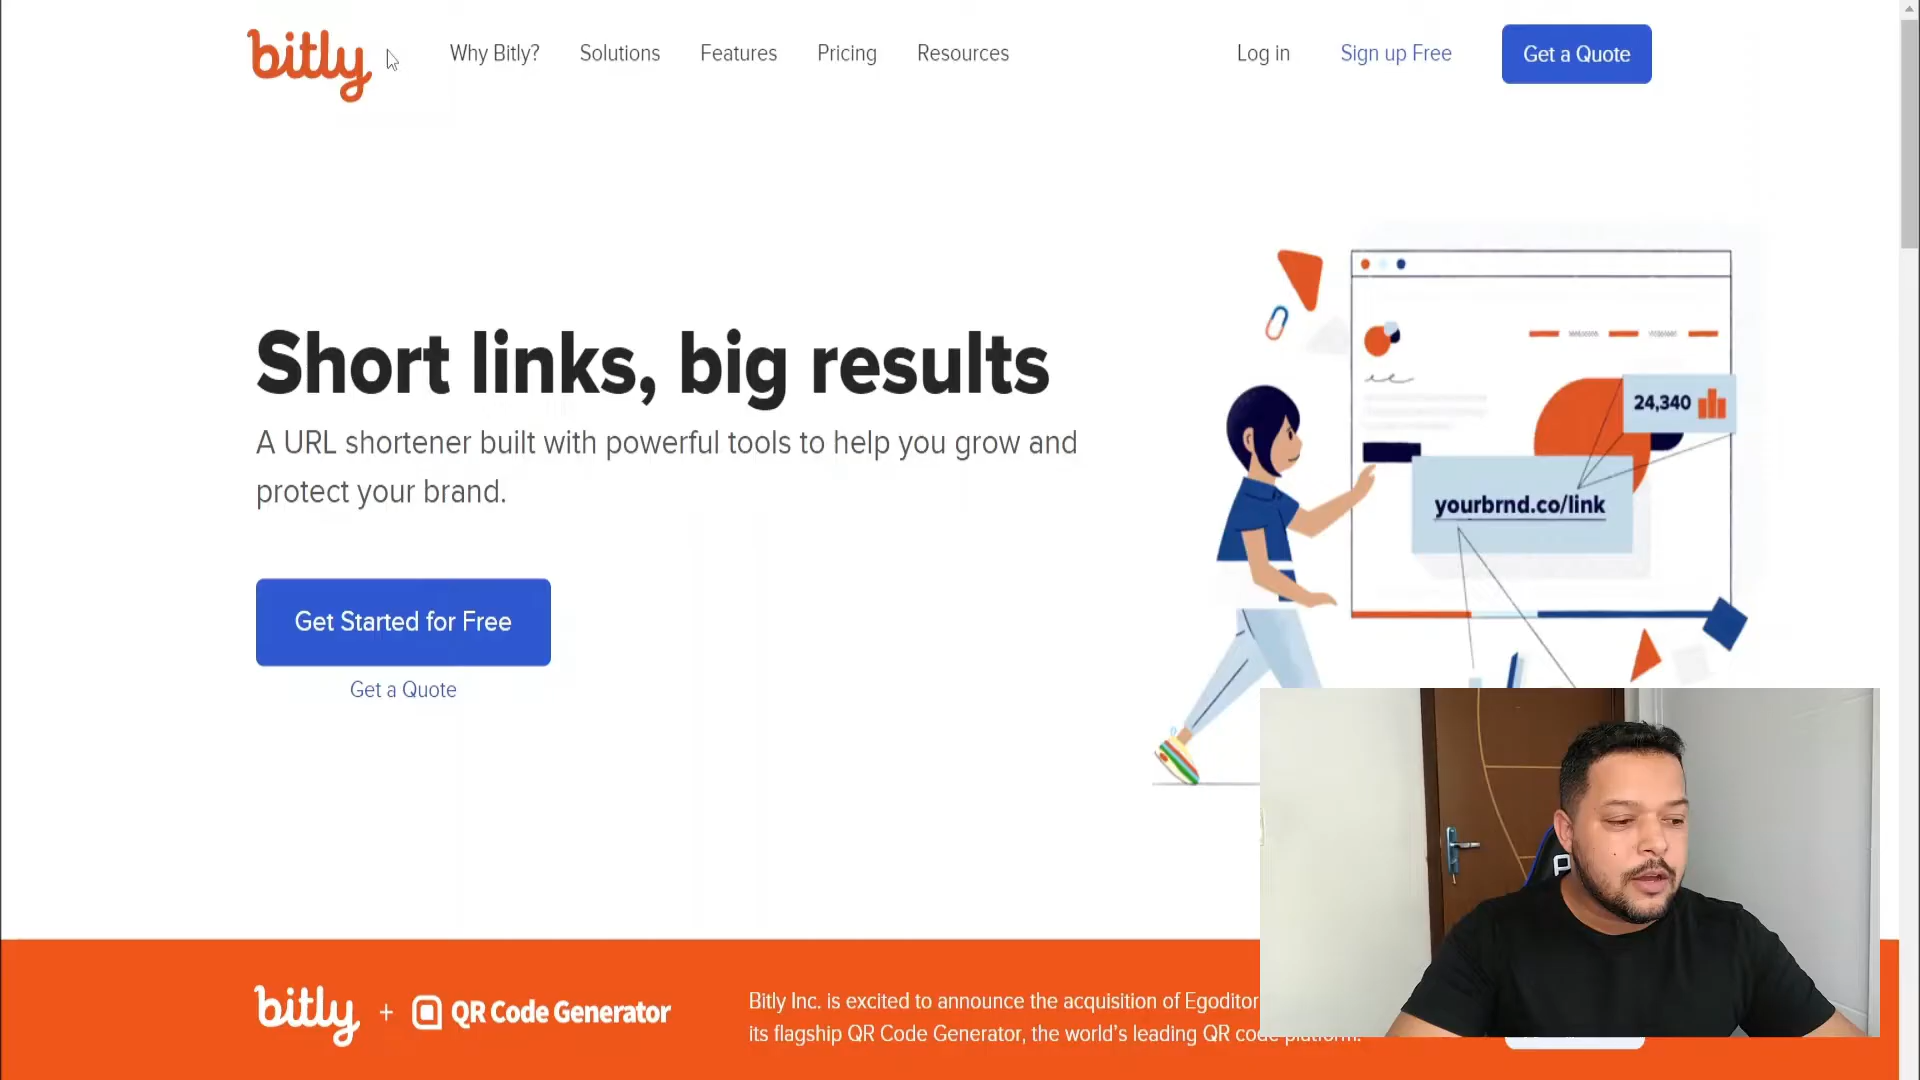 bitly
Why Bitly?
Solutions
Features
Pricing
Resources
Log in
Sign up Free
Get a Quote
Short links, big results
A URL shortener built with powerful tools to help you grow and
protect your brand.
Get Started for Free
Get a Quote
24,340
yourbrnd.co/link
bitly + QR Code Generator
Bitly Inc. is excited to announce the acquisition of Egoditor
its flagship QR Code Generator, the world's leading QR code platform.